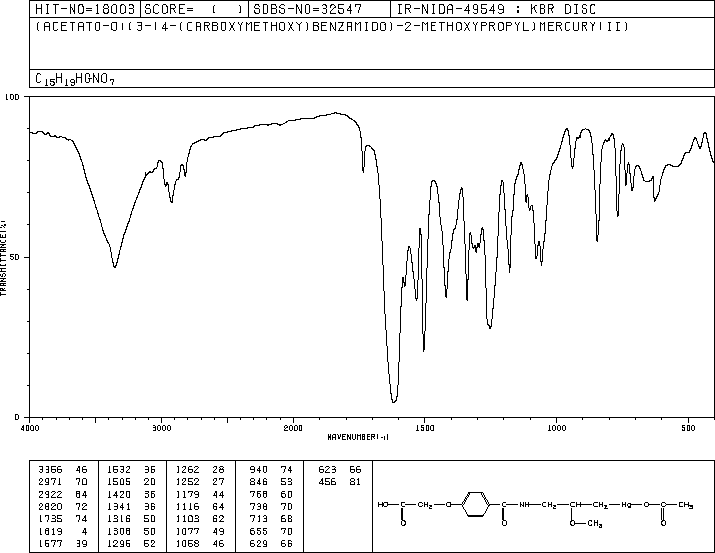 HIT-NO=18003 SCORE= ( ) SDBS-NO=32547 IR-NIDA-49549 : KBR DISC
(ACETATO-O)(3-(4-(CARBOXYMETHOXY)BENZAMIDO)-2-METHOXYPROPYL)MERCURY(II)
C15H19HGNO7
100
TRANSMITTANCE(%)
50
0
4000 3000 2000 1500 1000 500
WAVENUMBER(-1)
3356 46 1532 36 1262 28 940 74 623 66
2971 70 1505 20 1252 27 846 53 456 81
2922 64 1420 36 1179 44 768 60
2820 72 1341 36 1116 64 738 70
1735 74 1316 50 1103 62 713 68
1619 4 1308 50 1077 49 655 70
1577 39 1295 52 1058 46 629 66
HO-C-CH2-O C-NH-CH2-CH-CH2-Hg-O-C-CH3
O O O-CH3 O